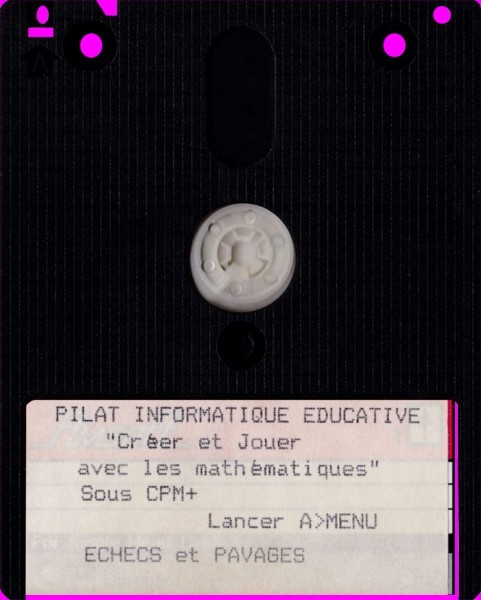 PILAT INFORMATIQUE EDUCATIVE
"Créer et Jouer
avec les mathématiques"
Sous CPM+
Lancer A>MENU
ECHECS et PAVAGES